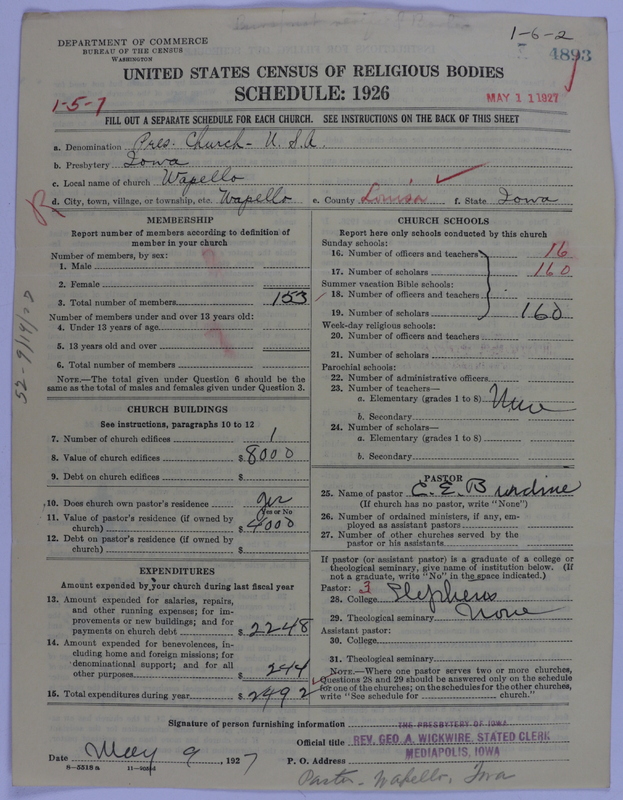 1-6-2
4893
DEPARTMENT OF COMMERCE
BUREAU OF THE CENSUS
WASHINGTON
UNITED STATES CENSUS OF RELIGIOUS BODIES
SCHEDULE: 1926
MAY 11 1927
1-5-7
FILL OUT A SEPARATE SCHEDULE FOR EACH CHURCH. SEE INSTRUCTIONS ON THE BACK OF THIS SHEET
a. Denomination Pres. Church - U.S.A.
b. Presbytery Iowa
c. Local name of church Wapello
d. City, town, village, or township, etc. Wapello e. County Louisa f. State Iowa
MEMBERSHIP
Report number of members according to definition of member in your church
Number of members, by sex:
1. Male
2. Female
3. Total number of members 153
Number of members under and over 13 years old:
4. Under 13 years of age
5. 13 years old and over
6. Total number of members
NOTE.—The total given under Question 6 should be the
same as the total of males and females given under Question 3.
CHURCH BUILDINGS
See instructions, paragraphs 10 to 12
7. Number of church edifices 1
8. Value of church edifices $ 8000
9. Debt on church edifices $
10. Does church own pastor's residence yes
Yes or No
11. Value of pastor's residence (if owned by
church) $ 4000
12. Debt on pastor's residence (if owned by
church) $
EXPENDITURES
Amount expended by your church during last fiscal year
13. Amount expended for salaries, repairs,
and other running expenses; for im-
provements or new buildings; and for
payments on church debt $ 2248
14. Amount expended for benevolences, in-
cluding home and foreign missions; for
denominational support; and for all
other purposes $ 244
15. Total expenditures during year $ 2492
CHURCH SCHOOLS
Report here only schools conducted by this church
Sunday schools:
16. Number of officers and teachers 16
17. Number of scholars 160
Summer vacation Bible schools:
18. Number of officers and teachers
19. Number of scholars 160
Week-day religious schools:
20. Number of officers and teachers
21. Number of scholars
Parochial schools:
22. Number of administrative officers
23. Number of teachers—
a. Elementary (grades 1 to 8) None
b. Secondary
24. Number of scholars—
a. Elementary (grades 1 to 8)
b. Secondary
PASTOR
25. Name of pastor C. E. Burdine
(If church has no pastor, write "None")
26. Number of ordained ministers, if any, em-
ployed as assistant pastors
27. Number of other churches served by the
pastor or his assistants
If pastor (or assistant pastor) is a graduate of a college or
theological seminary, give name of institution below. (If
not a graduate, write "No" in the space indicated.)
Pastor: 3
28. College Stephens
29. Theological seminary None
Assistant pastor:
30. College
31. Theological seminary
NOTE.—Where one pastor serves two or more churches,
Questions 28 and 29 should be answered only on the schedule
for one of the churches; on the schedules for the other churches,
write "See schedule for church."
52-9/19/27
Signature of person furnishing information THE PRESBYTERY OF IOWA
Official title REV. GEO. A. WICKWIRE, STATED CLERK
Date May 9, 1927 P. O. Address MEDIAPOLIS, IOWA
8-5518 a
Pastor - Wapello, Iowa